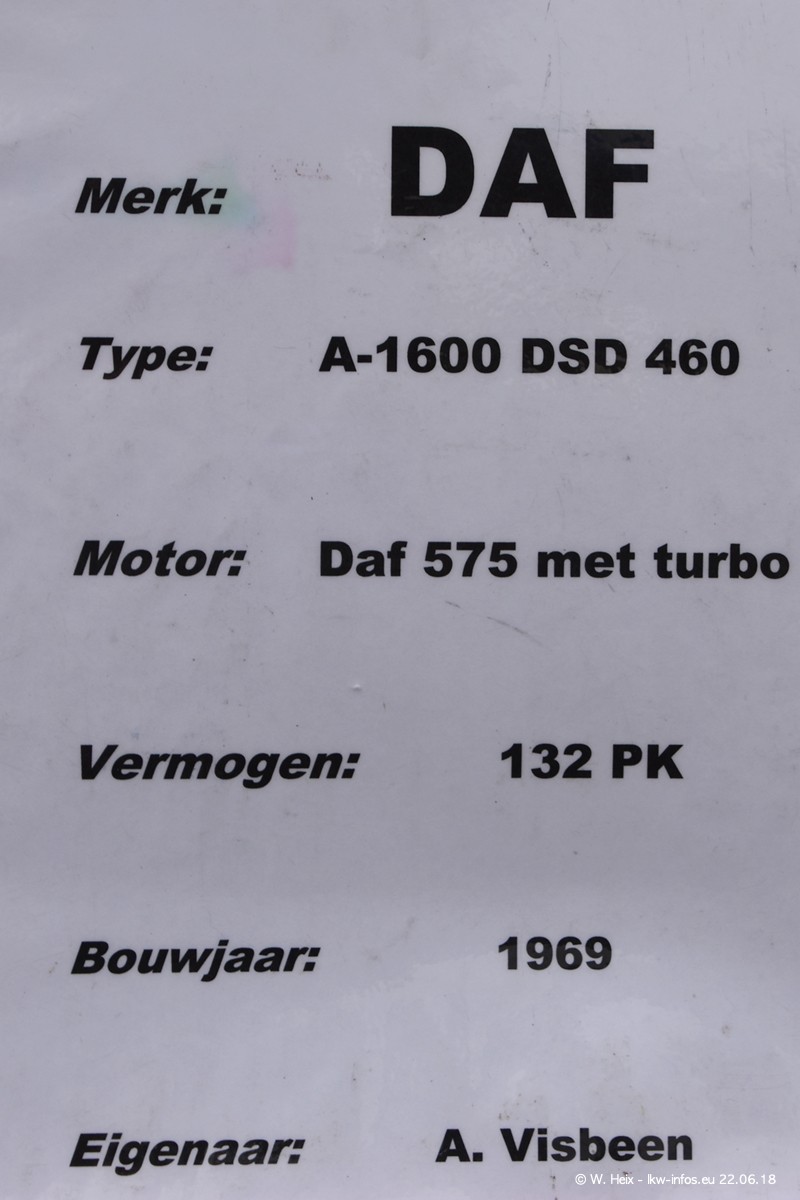 Merk: DAF
Type: A-1600 DSD 460
Motor: Daf 575 met turbo
Vermogen: 132 PK
Bouwjaar: 1969
Eigenaar: A. Visbeen
© W. Heix - lkw-infos.eu 22.06.18